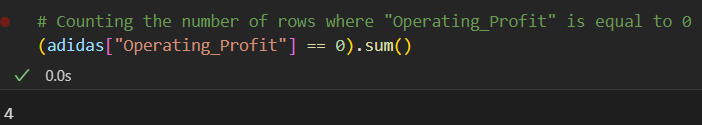 # Counting the number of rows where "Operating_Profit" is equal to 0
(adidas["Operating_Profit"] == 0).sum()
0.0s
4